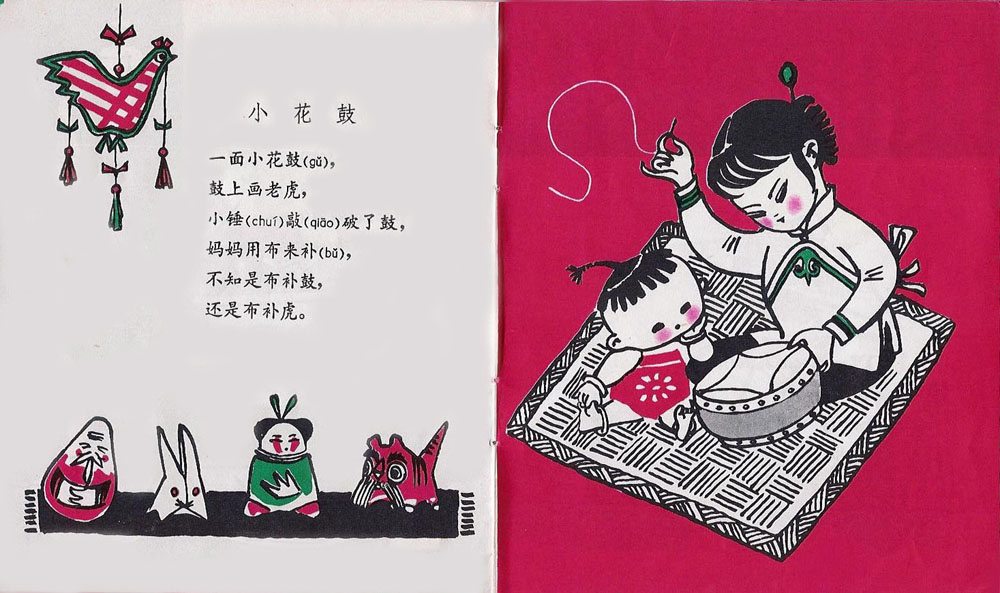 小花鼓
一面小花鼓(gǔ),
鼓上画老虎,
小锤(chuí)敲(qiāo)破了鼓,
妈妈用布来补(bǔ),
不知是布补鼓,
还是布补虎。